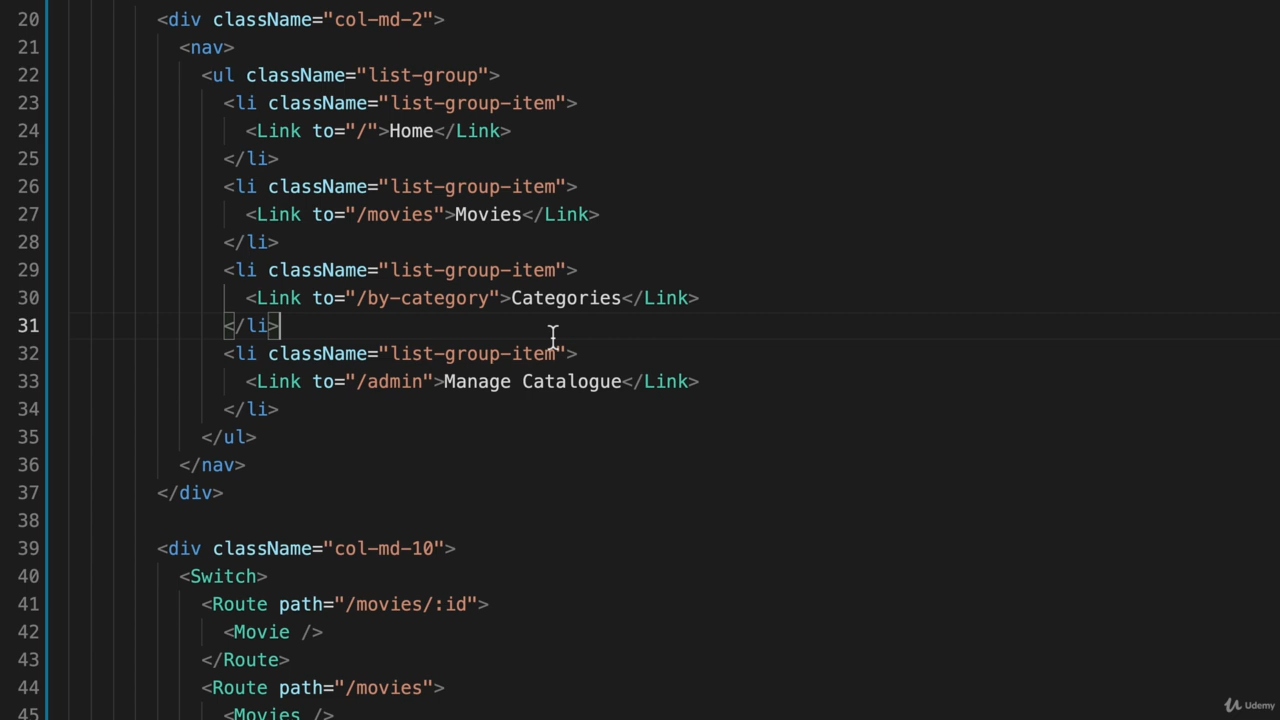 20 <div className="col-md-2">
21 <nav>
22 <ul className="list-group">
23 <li className="list-group-item">
24 <Link to="/">Home</Link>
25 </li>
26 <li className="list-group-item">
27 <Link to="/movies">Movies</Link>
28 </li>
29 <li className="list-group-item">
30 <Link to="/by-category">Categories</Link>
31 </li>
32 <li className="list-group-item">
33 <Link to="/admin">Manage Catalogue</Link>
34 </li>
35 </ul>
36 </nav>
37 </div>
38
39 <div className="col-md-10">
40 <Switch>
41 <Route path="/movies/:id">
42 <Movie />
43 </Route>
44 <Route path="/movies">
45 <Movies />
Udemy